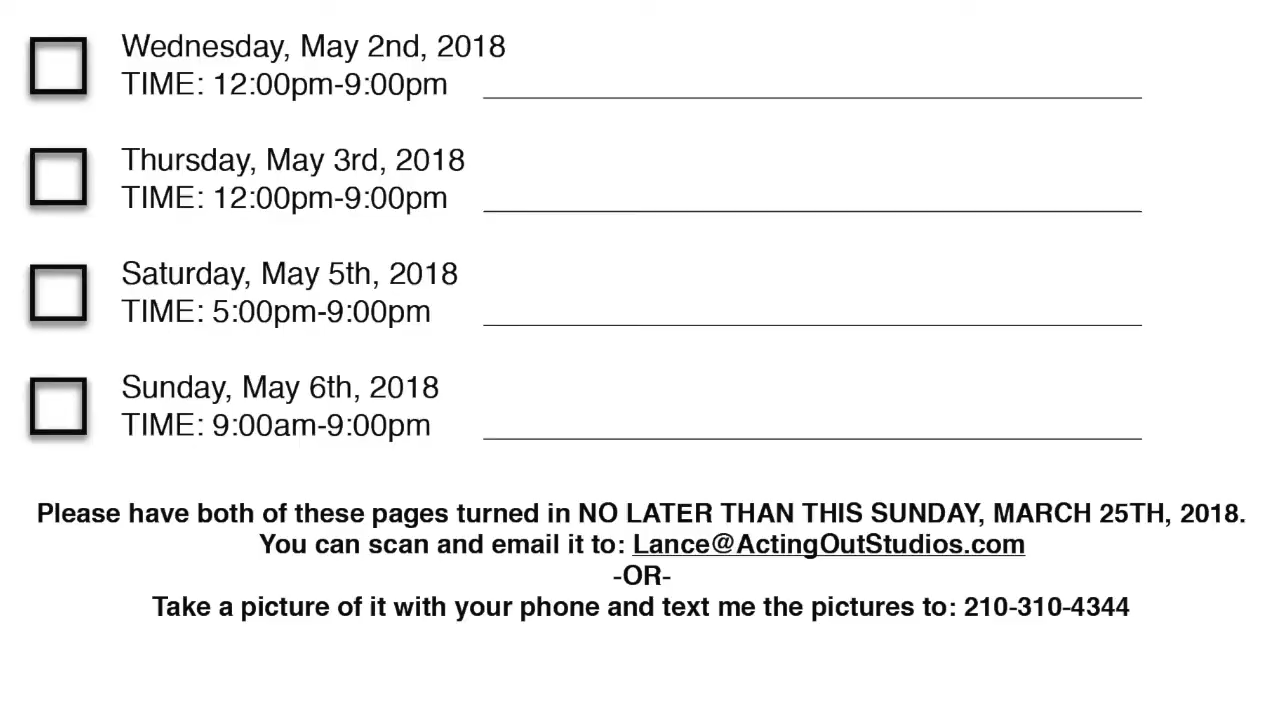 Wednesday, May 2nd, 2018
TIME: 12:00pm-9:00pm
Thursday, May 3rd, 2018
TIME: 12:00pm-9:00pm
Saturday, May 5th, 2018
TIME: 5:00pm-9:00pm
Sunday, May 6th, 2018
TIME: 9:00am-9:00pm
Please have both of these pages turned in NO LATER THAN THIS SUNDAY, MARCH 25TH, 2018.
You can scan and email it to: Lance@ActingOutStudios.com
-OR-
Take a picture of it with your phone and text me the pictures to: 210-310-4344